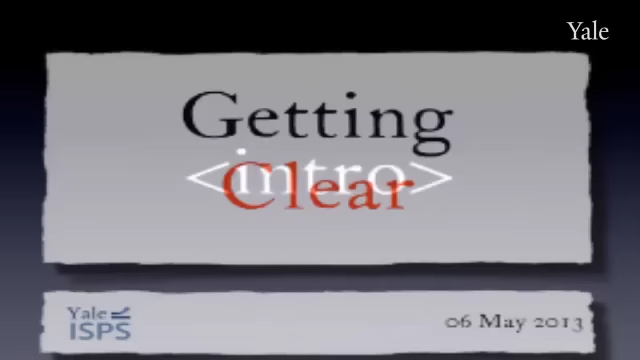 Yale
Getting
<intro>
Clear
Yale
ISPS
06 May 2013